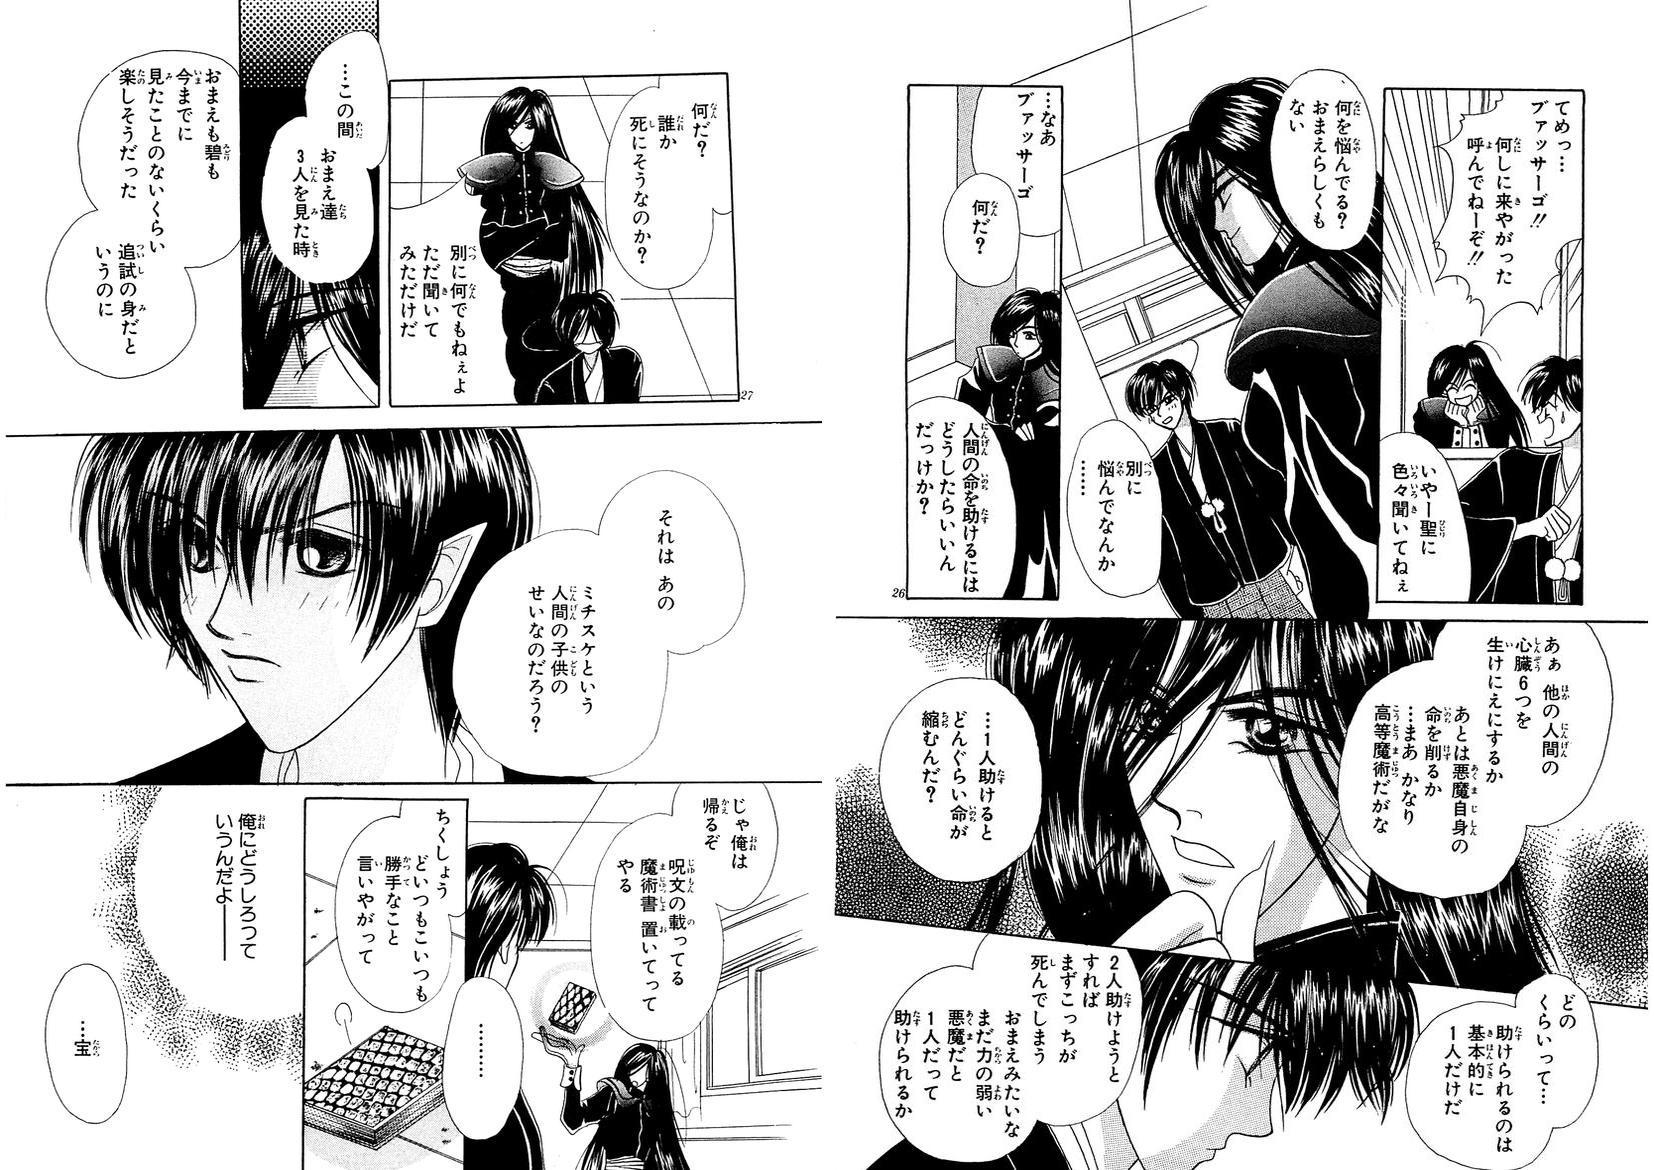 てめっ…
ブァッサーゴ!!
何しに来やがった
呼んでねーぞ!!
いやー聖に
色々聞いてねぇ
何を悩んでる?
おまえらしくも
ない
別に
悩んでなんか
……
…なあ
ブァッサーゴ
何だ?
人間の命を助けるには
どうしたらいいん
だっけか?
26
あぁ 他の人間の
心臓6つを
生けにえにするか
あとは悪魔自身の
命を削るか
…まあ かなり
高等魔術だがな
…1人助けると
どんぐらい命が
縮むんだ?
どの
くらいって…
助けられるのは
基本的に
1人だけだ
2人助けようと
すれば
まずこっちが
死んでしまう
おまえみたいな
まだ力の弱い
悪魔だと
1人だって
助けられるか
何だ?
誰か
死にそうなのか?
別に何でもねぇよ
ただ聞いて
みただけだ
27
…この間
おまえ達
3人を見た時
おまえも碧も
今までに
見たことのないくらい
楽しそうだった
追試の身だと
いうのに
それは あの
ミチスケという
人間の子供の
せいなのだろう?
じゃ俺は
帰るぞ
呪文の載ってる
魔術書 置いてって
やる
………
ちくしょう
どいつもこいつも
勝手なこと
言いやがって
俺にどうしろって
いうんだよ――
…宝